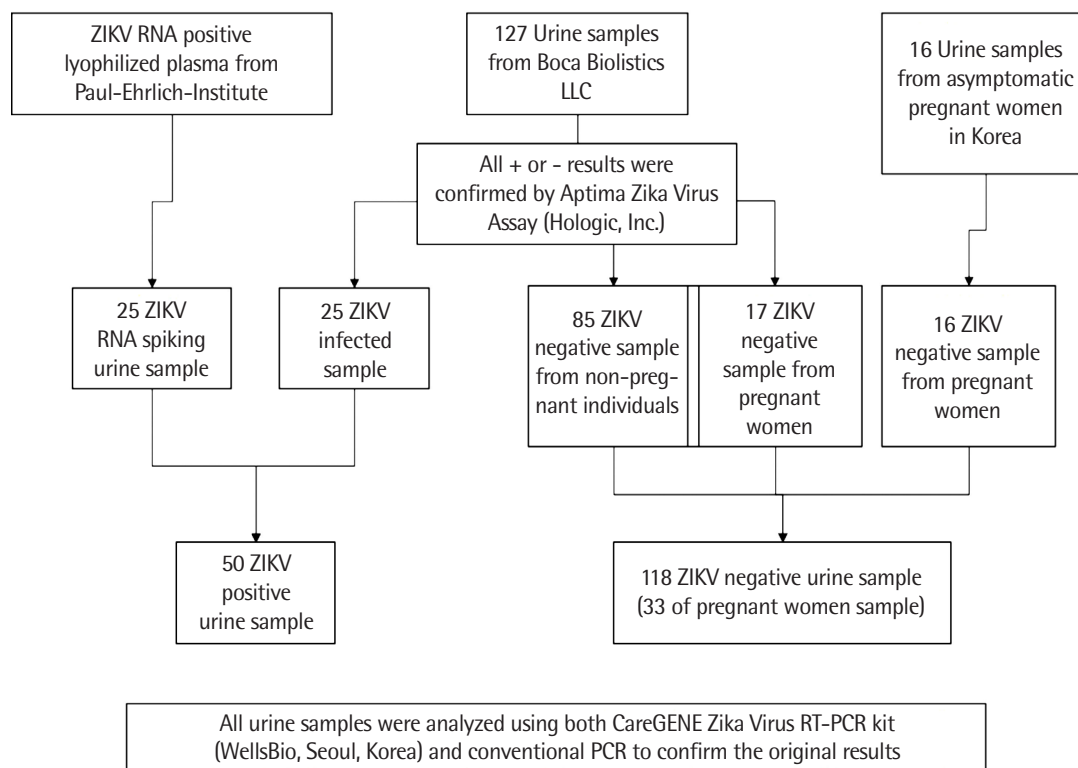 ZIKV RNA positive
lyophilized plasma from
Paul-Ehrlich-Institute
127 Urine samples
from Boca Biolistics
LLC
16 Urine samples
from asymptomatic
pregnant women
in Korea
All + or - results were
confirmed by Aptima Zika Virus
Assay (Hologic, Inc.)
25 ZIKV
RNA spiking
urine sample
25 ZIKV
infected
sample
85 ZIKV
negative sample
from non-preg-
nant individuals
17 ZIKV
negative
sample from
pregnant
women
16 ZIKV
negative sample
from pregnant
women
50 ZIKV
positive
urine sample
118 ZIKV negative urine sample
(33 of pregnant women sample)
All urine samples were analyzed using both CareGENE Zika Virus RT-PCR kit
(WellsBio, Seoul, Korea) and conventional PCR to confirm the original results